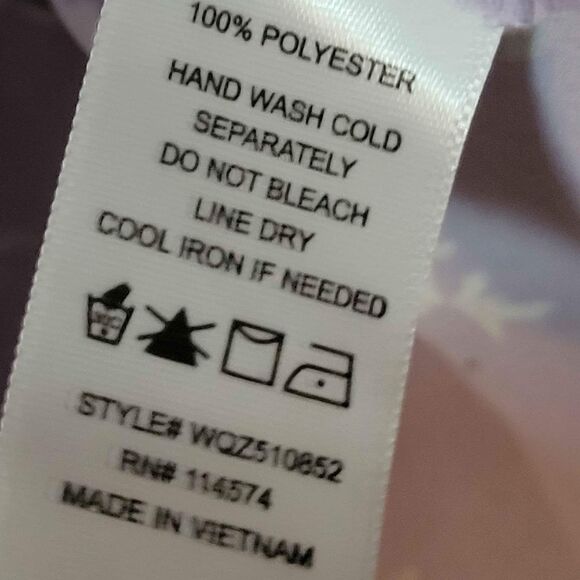 100% POLYESTER
HAND WASH COLD
SEPARATELY
DO NOT BLEACH
LINE DRY
COOL IRON IF NEEDED
STYLE# WQZ510852
RN# 114574
MADE IN VIETNAM